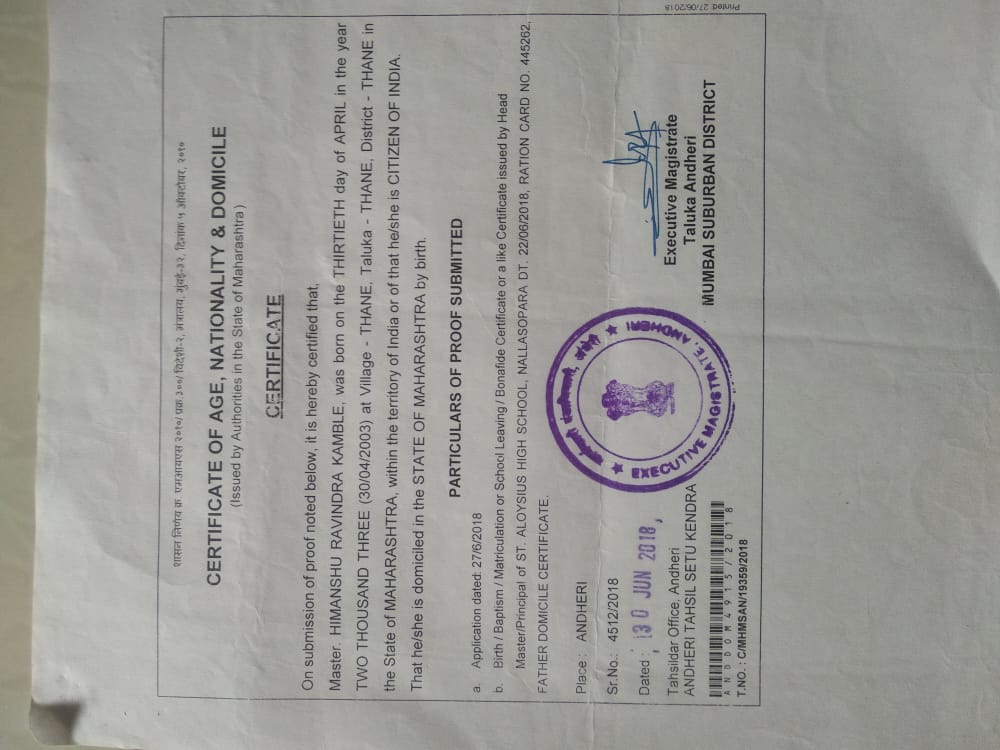 शासन निर्णय क्र. एमआयएस २०१०/ प्रक्र.३००/ विदेशी-२, मंत्रालय, मुंबई-३२, दिनांक ५ ऑक्टोबर, २०१०
CERTIFICATE OF AGE, NATIONALITY & DOMICILE
(Issued by Authorities in the State of Maharashtra)
CERTIFICATE
On submission of proof noted below, it is hereby certified that,
Master. HIMANSHU RAVINDRA KAMBLE, was born on the THIRTIETH day of APRIL in the year
TWO THOUSAND THREE (30/04/2003) at Village - THANE, Taluka - THANE, District - THANE in
the State of MAHARASHTRA, within the territory of India or of that he/she is CITIZEN OF INDIA.
That he/she is domiciled in the STATE OF MAHARASHTRA by birth.
PARTICULARS OF PROOF SUBMITTED
a. Application dated: 27/6/2018
b. Birth / Baptism / Matriculation or School Leaving / Bonafide Certificate or a like Certificate issued by Head
Master/Principal of ST. ALOYSIUS HIGH SCHOOL, NALLASOPARA DT. 22/06/2018, RATION CARD NO. 445262,
FATHER DOMICILE CERTIFICATE.
Place : ANDHERI
Sr.No.: 4512/2018
Dated : 30 JUN 2018
Tahsildar Office, Andheri
ANDHERI TAHSIL SETU KENDRA
ANDDOM4915/2018
T.NO.: C/MHMSAN/19359/2018
EXECUTIVE MAGISTRATE, ANDHERI
Executive Magistrate
Taluka Andheri
MUMBAI SUBURBAN DISTRICT
Printed: 27/06/2018